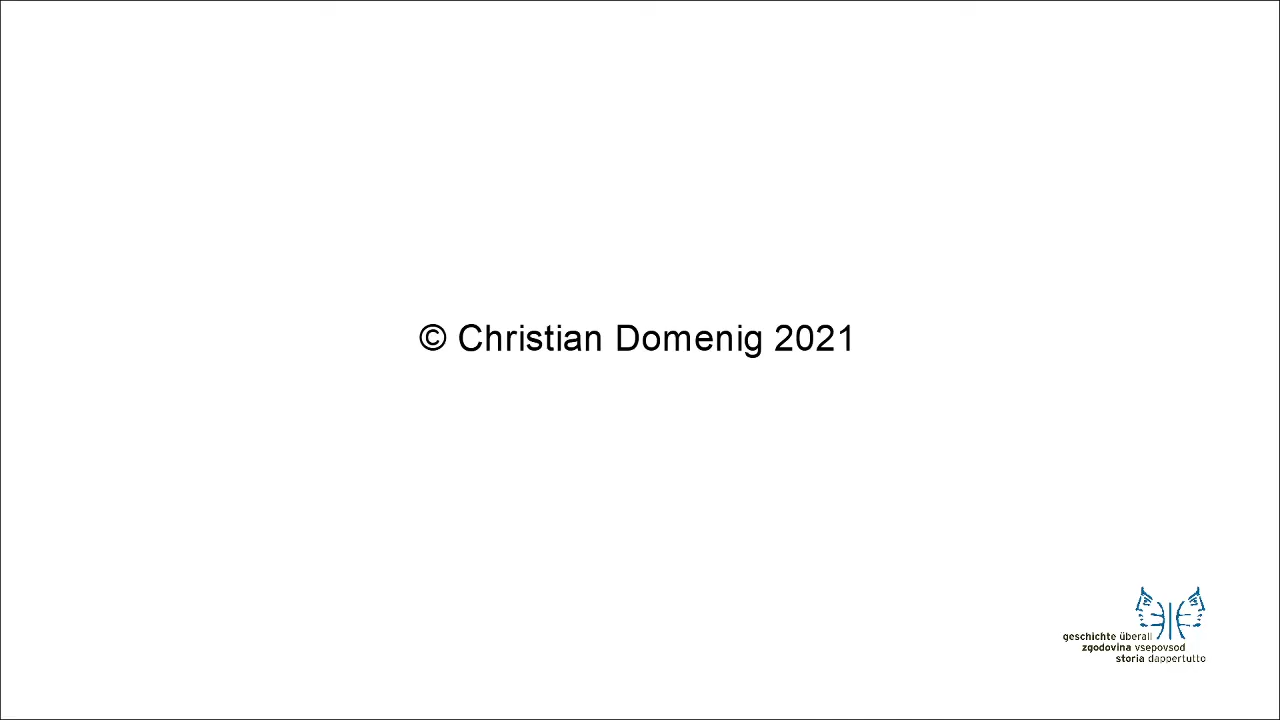 © Christian Domenig 2021
geschichte überall
zgodovina vsepovsod
storia dappertutto